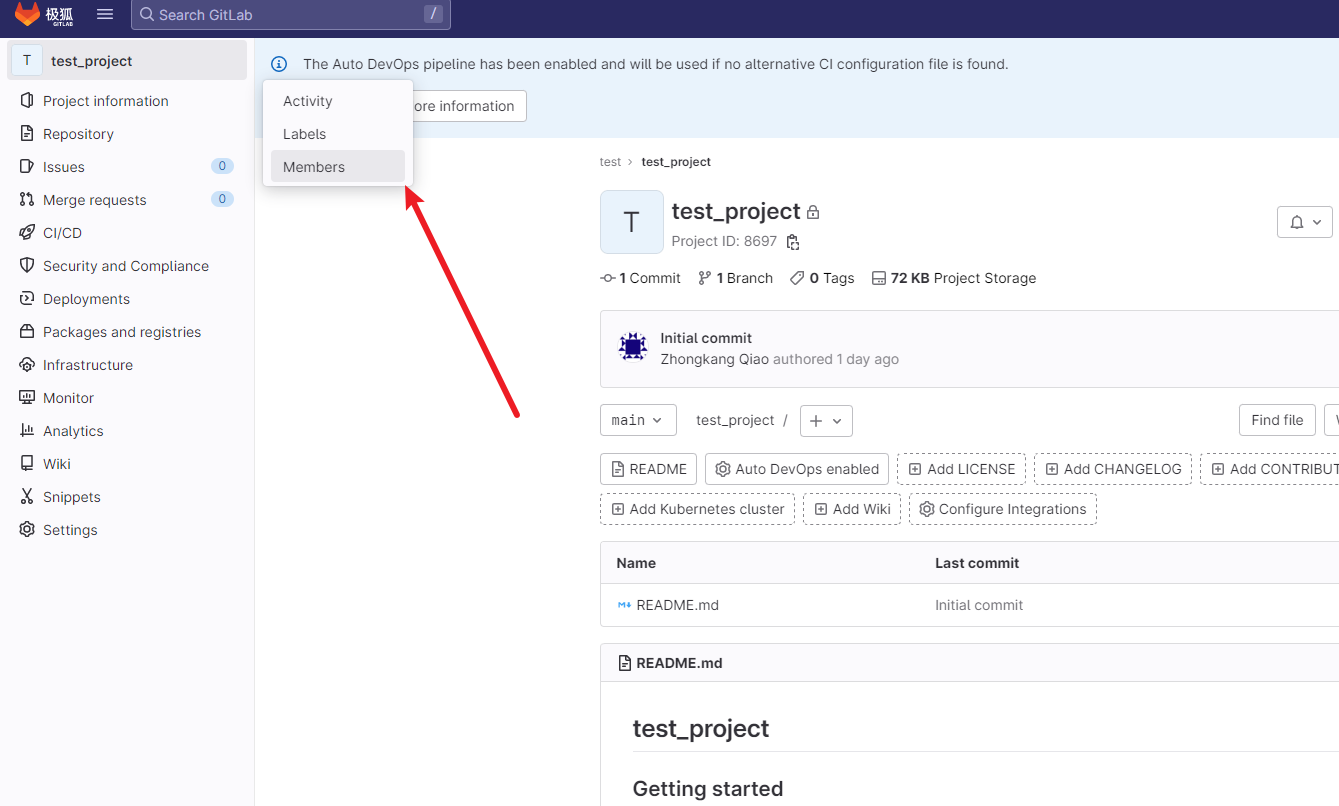 极狐
GITLAB
Search GitLab
/
T
test_project
Project information
Repository
Issues
0
Merge requests
0
CI/CD
Security and Compliance
Deployments
Packages and registries
Infrastructure
Monitor
Analytics
Wiki
Snippets
Settings
The Auto DevOps pipeline has been enabled and will be used if no alternative CI configuration file is found.
information
Activity
Labels
Members
test > test_project
T
test_project
Project ID: 8697
1 Commit 1 Branch 0 Tags 72 KB Project Storage
Initial commit
Zhongkang Qiao authored 1 day ago
main test_project / +
Find file
README Auto DevOps enabled Add LICENSE Add CHANGELOG Add
Add Kubernetes cluster Add Wiki Configure Integrations
Name Last commit
README.md Initial commit
README.md
test_project
Getting started